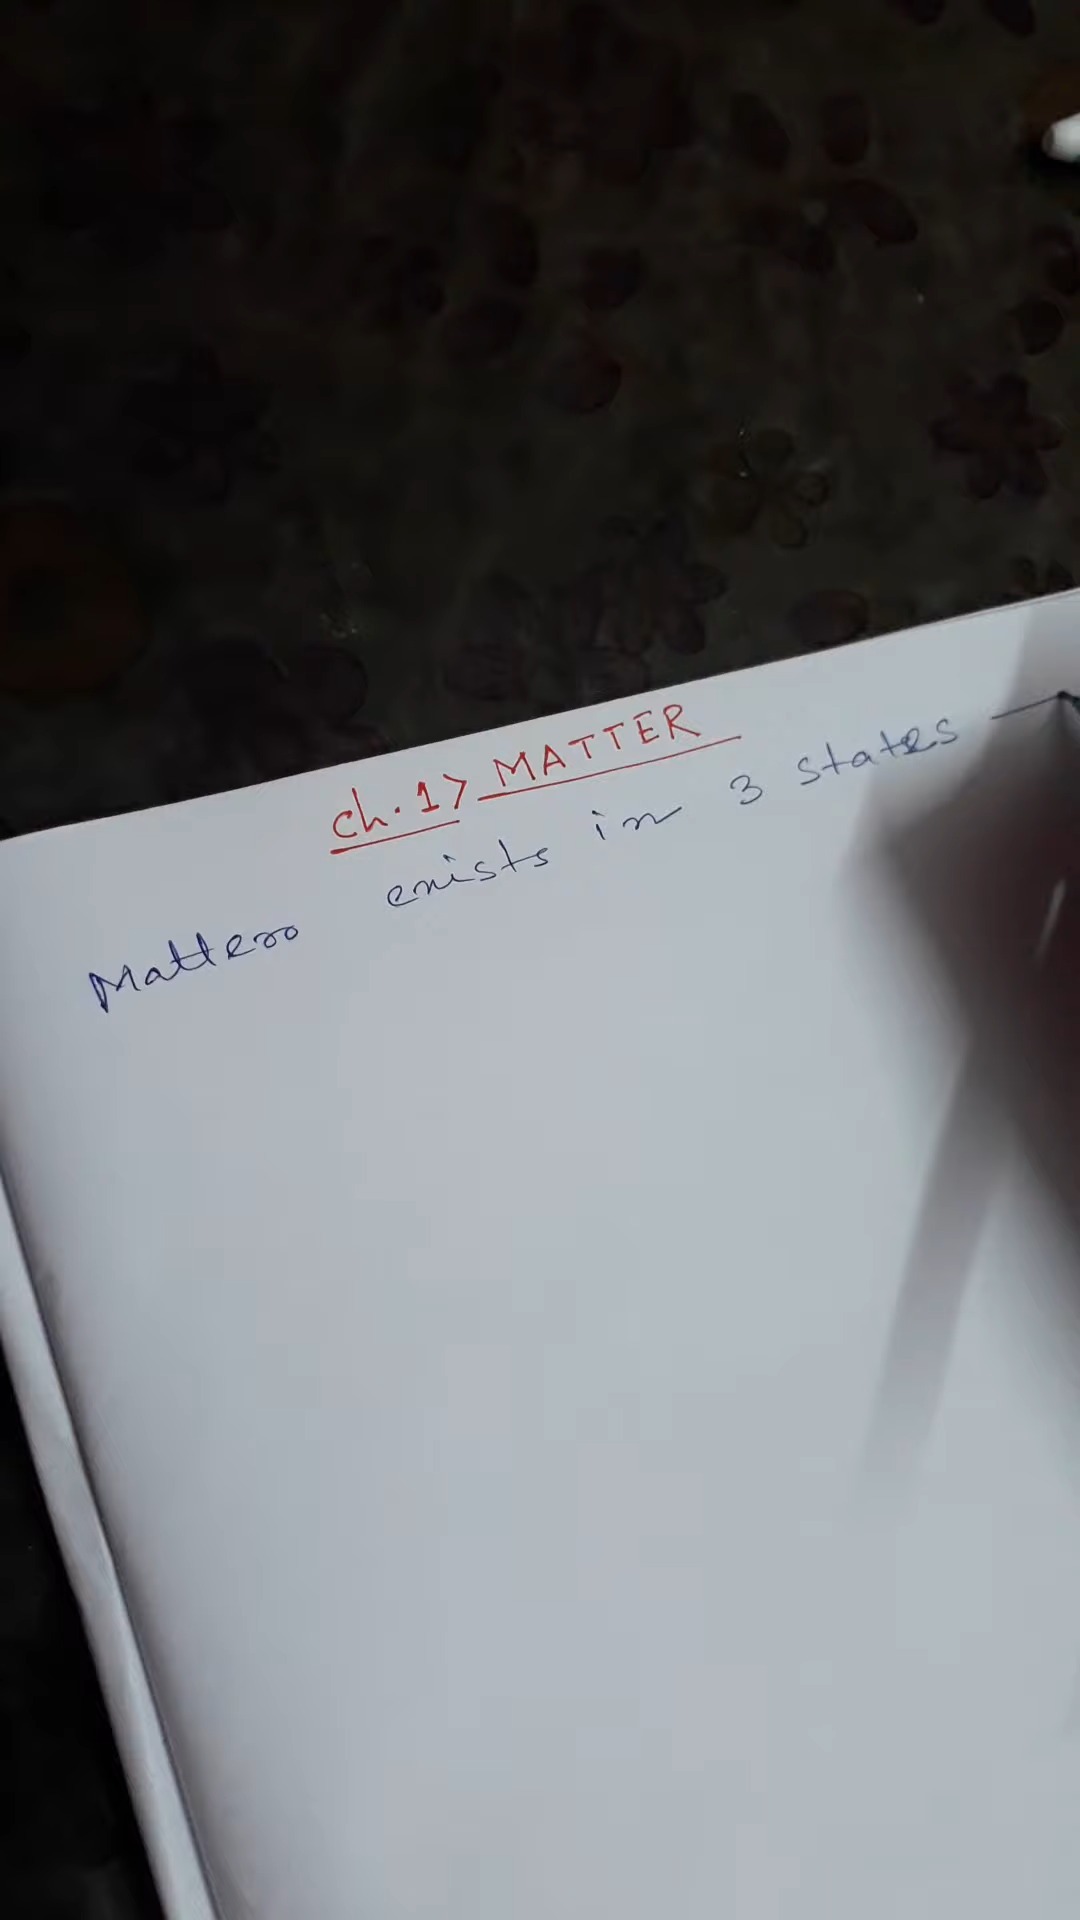 ch. 1> MATTER
Matter exists in 3 states —